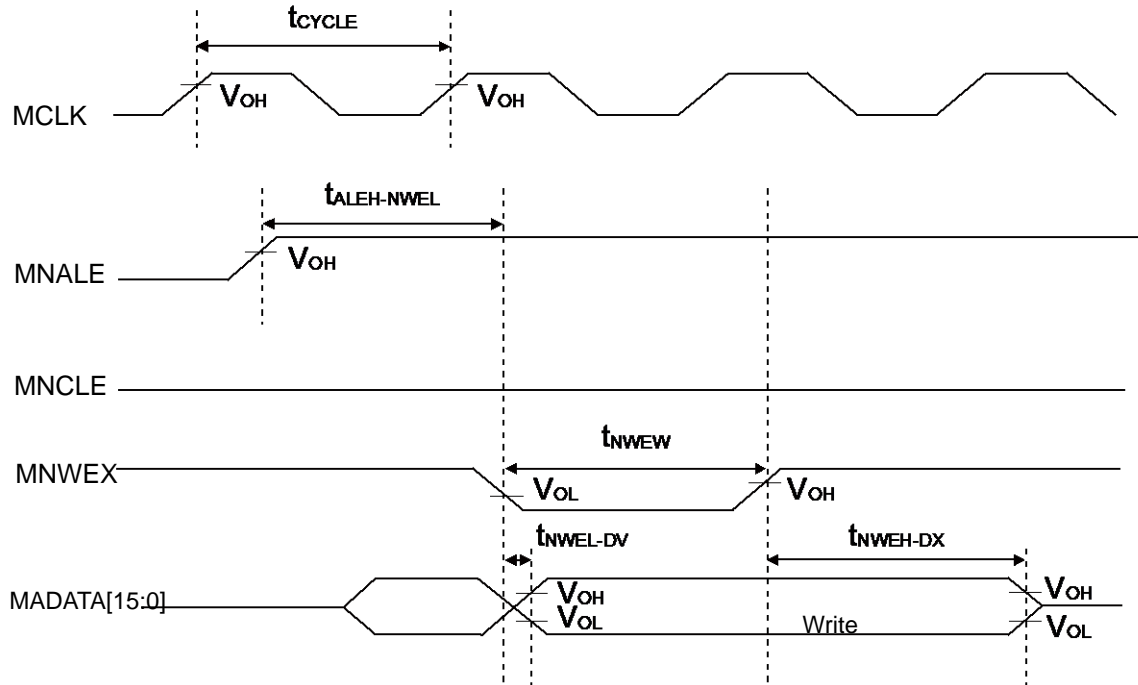 tCYCLE
VOH VOH
MCLK
tALEH-NWEL
VOH
MNALE
MNCLE
tNWEW
MNWEX
VOL VOH
tNWEL-DV tNWEH-DX
VOH VOH
MADATA[15:0]
VOL Write VOL